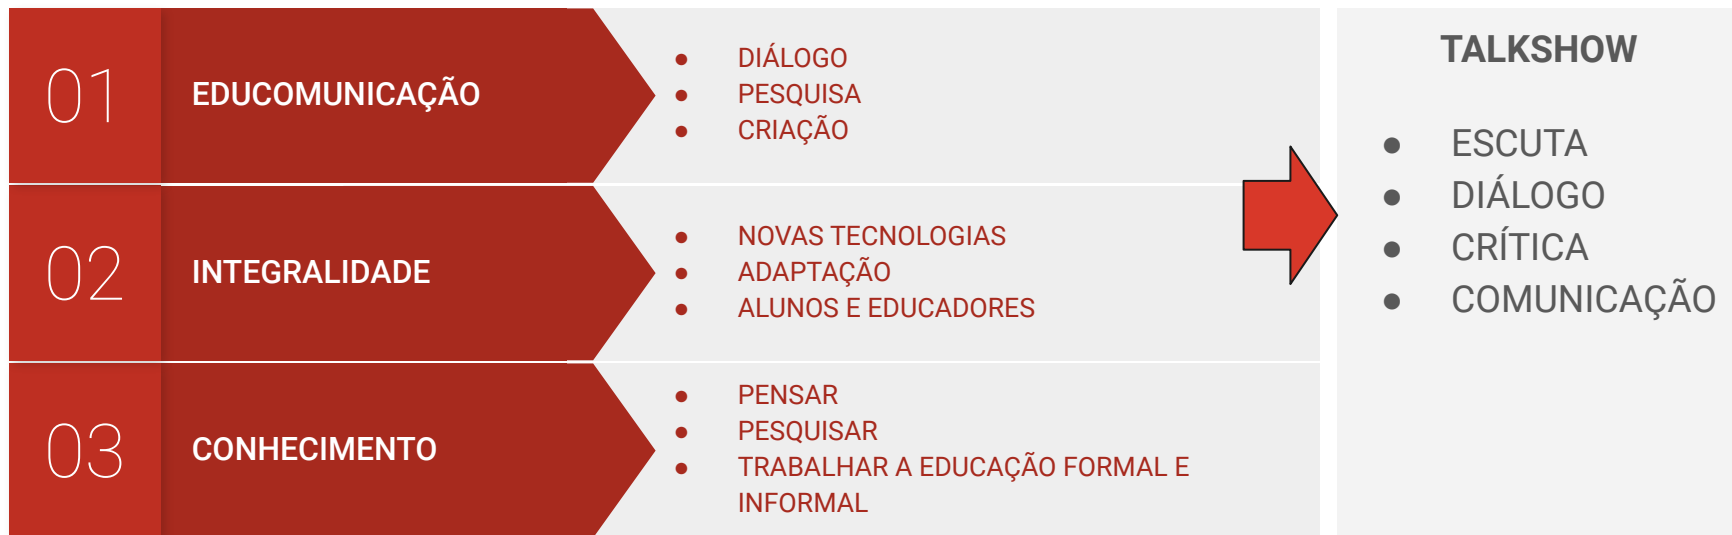 01
EDUCOMUNICAÇÃO
● DIÁLOGO
● PESQUISA
● CRIAÇÃO
02
INTEGRALIDADE
● NOVAS TECNOLOGIAS
● ADAPTAÇÃO
● ALUNOS E EDUCADORES
03
CONHECIMENTO
● PENSAR
● PESQUISAR
● TRABALHAR A EDUCAÇÃO FORMAL E
INFORMAL
TALKSHOW
● ESCUTA
● DIÁLOGO
● CRÍTICA
● COMUNICAÇÃO